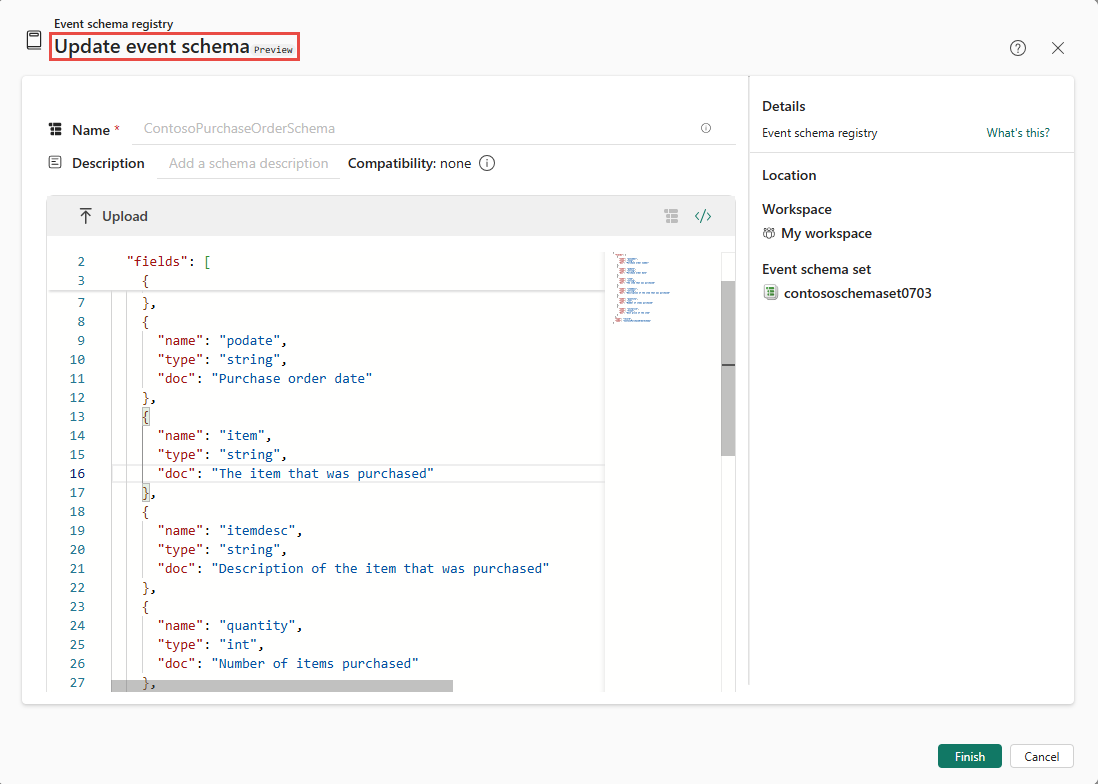 Event schema registry
Update event schema Preview
Name *
ContosoPurchaseOrderSchema
Description
Add a schema description
Compatibility: none
Upload
2 "fields": [
3 {
7 },
8 {
9 "name": "podate",
10 "type": "string",
11 "doc": "Purchase order date"
12 },
13 {
14 "name": "item",
15 "type": "string",
16 "doc": "The item that was purchased"
17 },
18 {
19 "name": "itemdesc",
20 "type": "string",
21 "doc": "Description of the item that was purchased"
22 },
23 {
24 "name": "quantity",
25 "type": "int",
26 "doc": "Number of items purchased"
27 },
Details
Event schema registry
What's this?
Location
Workspace
My workspace
Event schema set
contososchemaset0703
Finish
Cancel